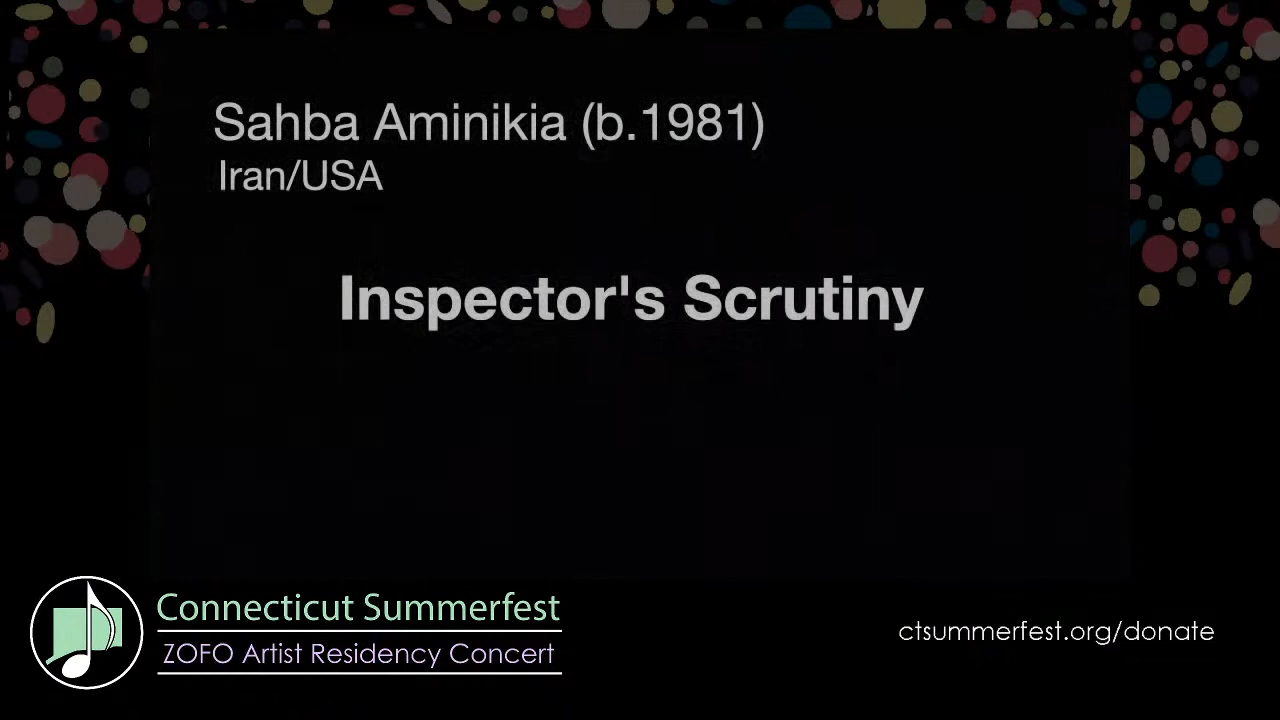 Sahba Aminikia (b.1981)
Iran/USA
Inspector's Scrutiny
Connecticut Summerfest
ZOFO Artist Residency Concert
ctsummerfest.org/donate